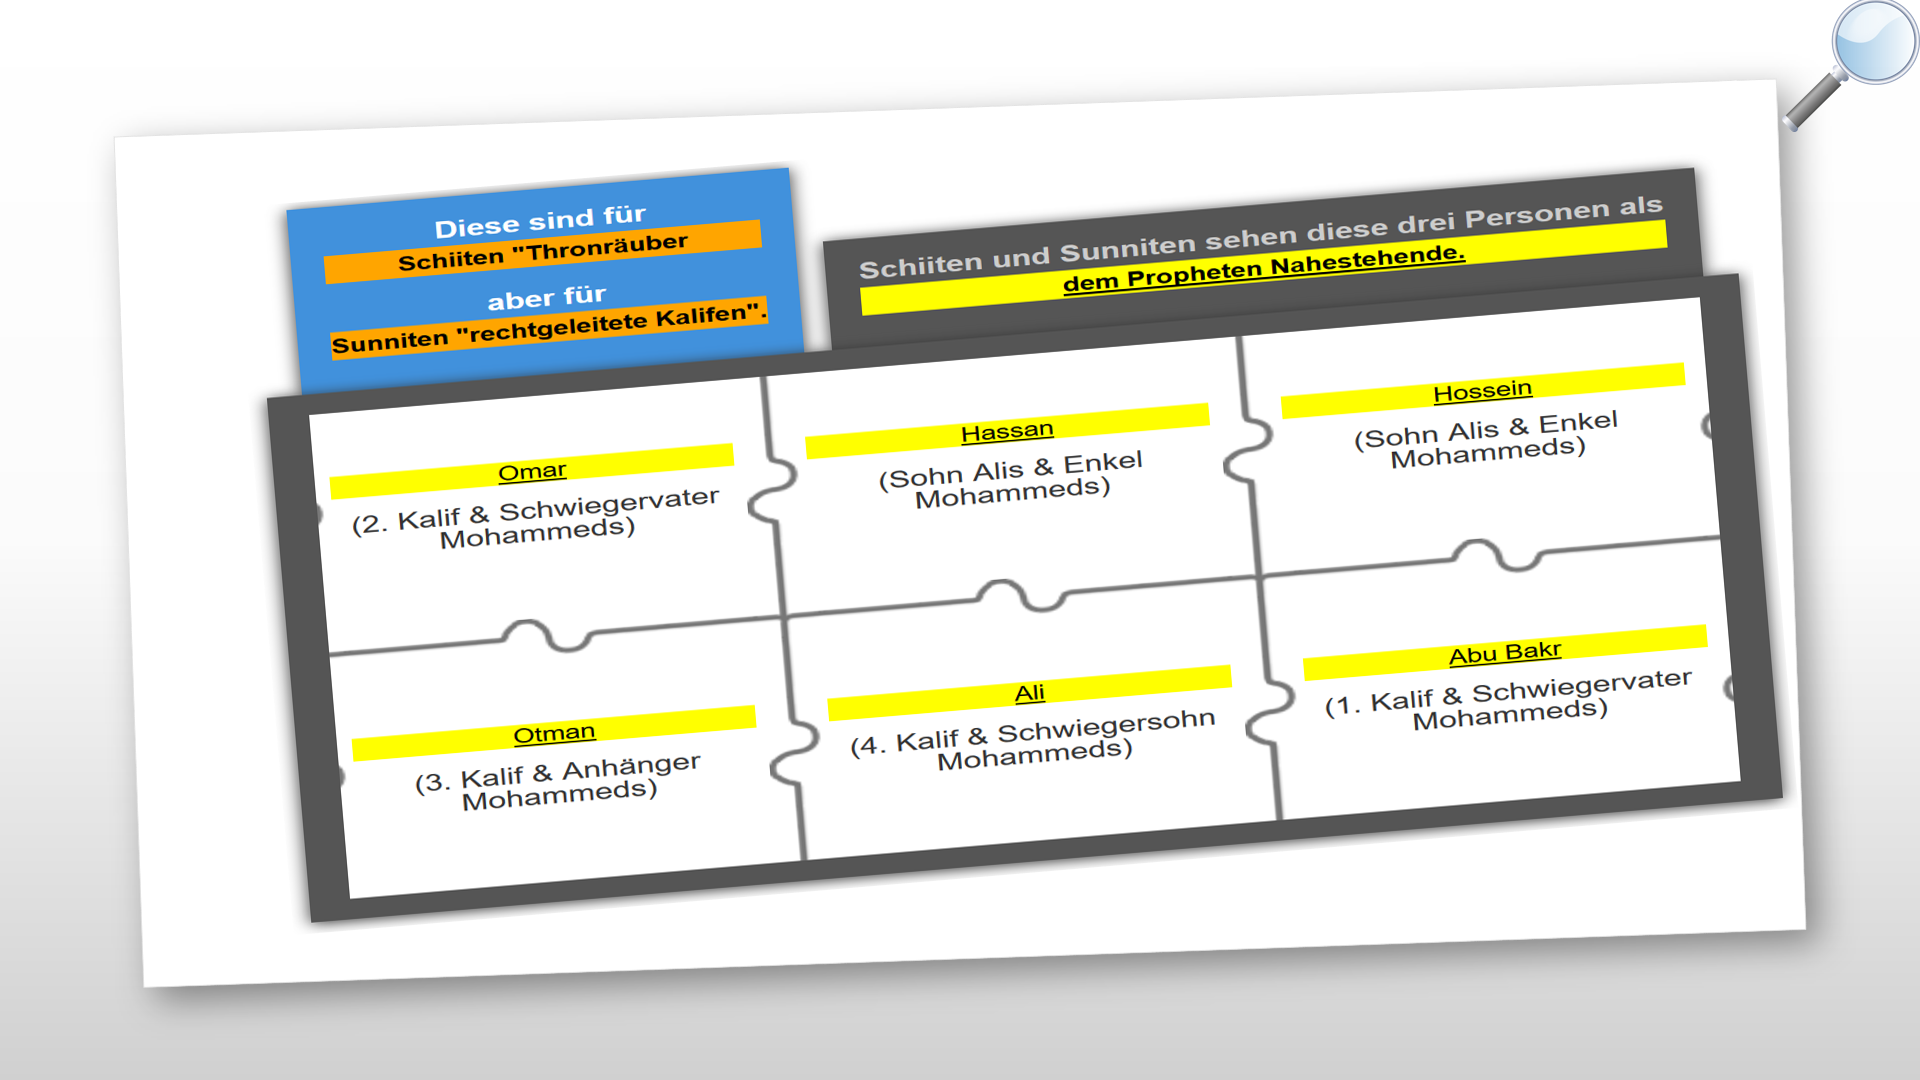 Diese sind für
Schiiten "Thronräuber
aber für
Sunniten "rechtgeleitete Kalifen".
Schiiten und Sunniten sehen diese drei Personen als
dem Propheten Nahestehende.
Omar
(2. Kalif & Schwiegervater
Mohammeds)
Hassan
(Sohn Alis & Enkel
Mohammeds)
Hossein
(Sohn Alis & Enkel
Mohammeds)
Otman
(3. Kalif & Anhänger
Mohammeds)
Ali
(4. Kalif & Schwiegersohn
Mohammeds)
Abu Bakr
(1. Kalif & Schwiegervater
Mohammeds)